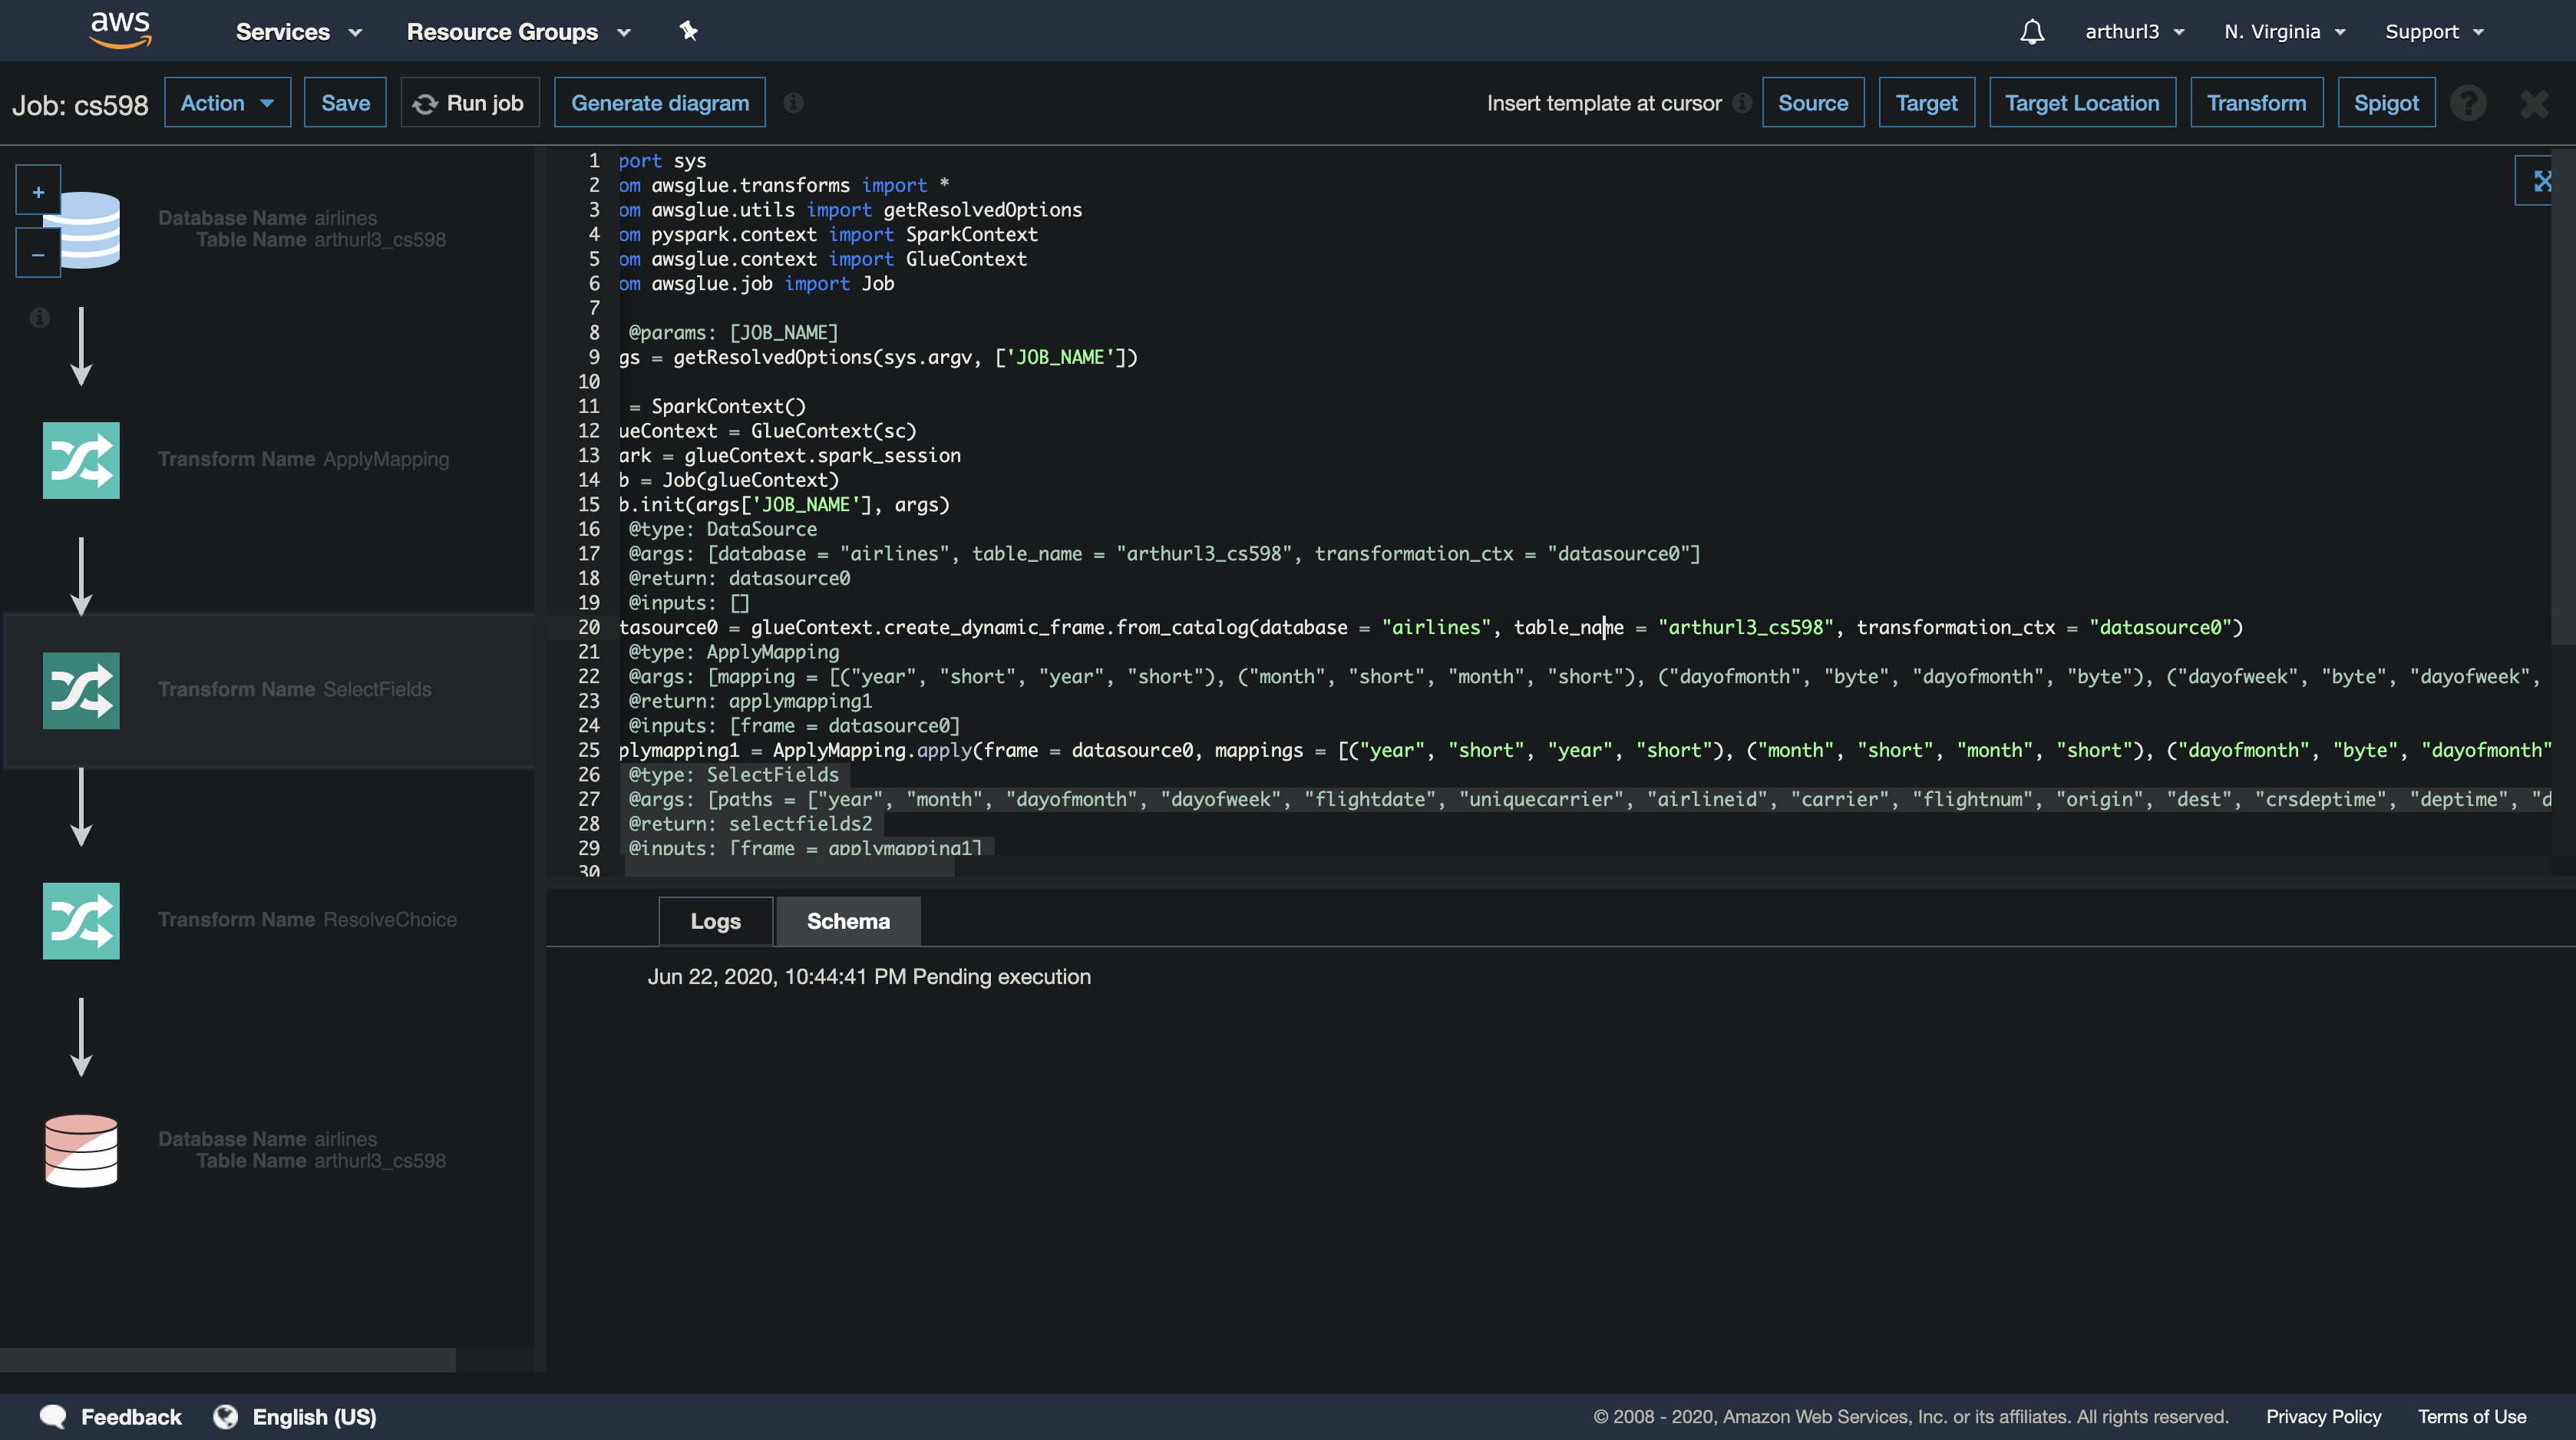 aws Services Resource Groups arthurl3 N. Virginia Support
Job: cs598 Action Save Run job Generate diagram Insert template at cursor Source Target Target Location Transform Spigot
Database Name airlines
Table Name arthurl3_cs598
Transform Name ApplyMapping
Transform Name SelectFields
Transform Name ResolveChoice
Database Name airlines
Table Name arthurl3_cs598
1 port sys
2 om awsglue.transforms import *
3 om awsglue.utils import getResolvedOptions
4 om pyspark.context import SparkContext
5 om awsglue.context import GlueContext
6 om awsglue.job import Job
7
8 @params: [JOB_NAME]
9 gs = getResolvedOptions(sys.argv, ['JOB_NAME'])
10
11 = SparkContext()
12 ueContext = GlueContext(sc)
13 ark = glueContext.spark_session
14 b = Job(glueContext)
15 b.init(args['JOB_NAME'], args)
16 @type: DataSource
17 @args: [database = "airlines", table_name = "arthurl3_cs598", transformation_ctx = "datasource0"]
18 @return: datasource0
19 @inputs: []
20 tasource0 = glueContext.create_dynamic_frame.from_catalog(database = "airlines", table_name = "arthurl3_cs598", transformation_ctx = "datasource0")
21 @type: ApplyMapping
22 @args: [mapping = [("year", "short", "year", "short"), ("month", "short", "month", "short"), ("dayofmonth", "byte", "dayofmonth", "byte"), ("dayofweek", "byte", "dayofweek",
23 @return: applymapping1
24 @inputs: [frame = datasource0]
25 plymapping1 = ApplyMapping.apply(frame = datasource0, mappings = [("year", "short", "year", "short"), ("month", "short", "month", "short"), ("dayofmonth", "byte", "dayofmonth"
26 @type: SelectFields
27 @args: [paths = ["year", "month", "dayofmonth", "dayofweek", "flightdate", "uniquecarrier", "airlineid", "carrier", "flightnum", "origin", "dest", "crsdeptime", "deptime", "d
28 @return: selectfields2
29 @inputs: [frame = applymapping1]
30
Logs Schema
Jun 22, 2020, 10:44:41 PM Pending execution
Feedback English (US) © 2008 - 2020, Amazon Web Services, Inc. or its affiliates. All rights reserved. Privacy Policy Terms of Use